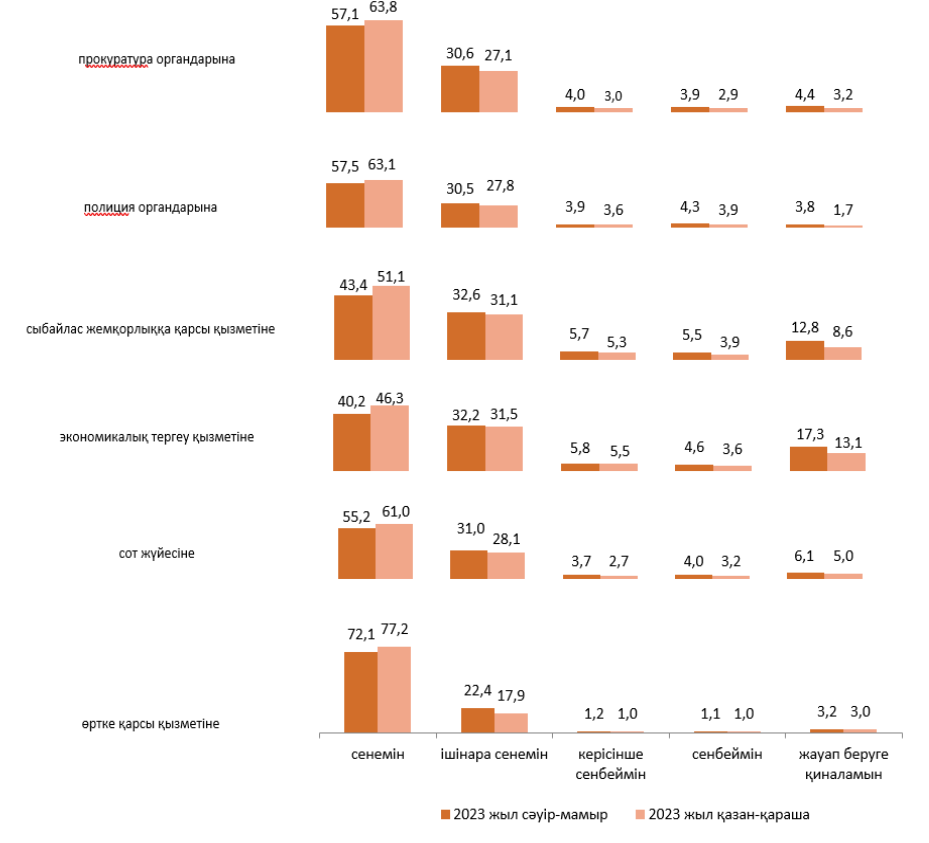 57,1 63,8
30,6 27,1
4,0 3,0
3,9 2,9
4,4 3,2
прокуратура органдарына
57,5 63,1
30,5 27,8
3,9 3,6
4,3 3,9
3,8 1,7
полиция органдарына
43,4 51,1
32,6 31,1
5,7 5,3
5,5 3,9
12,8 8,6
сыбайлас жемқорлыққа қарсы қызметіне
40,2 46,3
32,2 31,5
5,8 5,5
4,6 3,6
17,3 13,1
экономикалық тергеу қызметіне
55,2 61,0
31,0 28,1
3,7 2,7
4,0 3,2
6,1 5,0
сот жүйесіне
72,1 77,2
22,4 17,9
1,2 1,0
1,1 1,0
3,2 3,0
өртке қарсы қызметіне
сенемін
ішінара сенемін
керісінше
сенбеймін
сенбеймін
жауап беруге
қиналамын
2023 жыл сәуір-мамыр
2023 жыл қазан-қараша